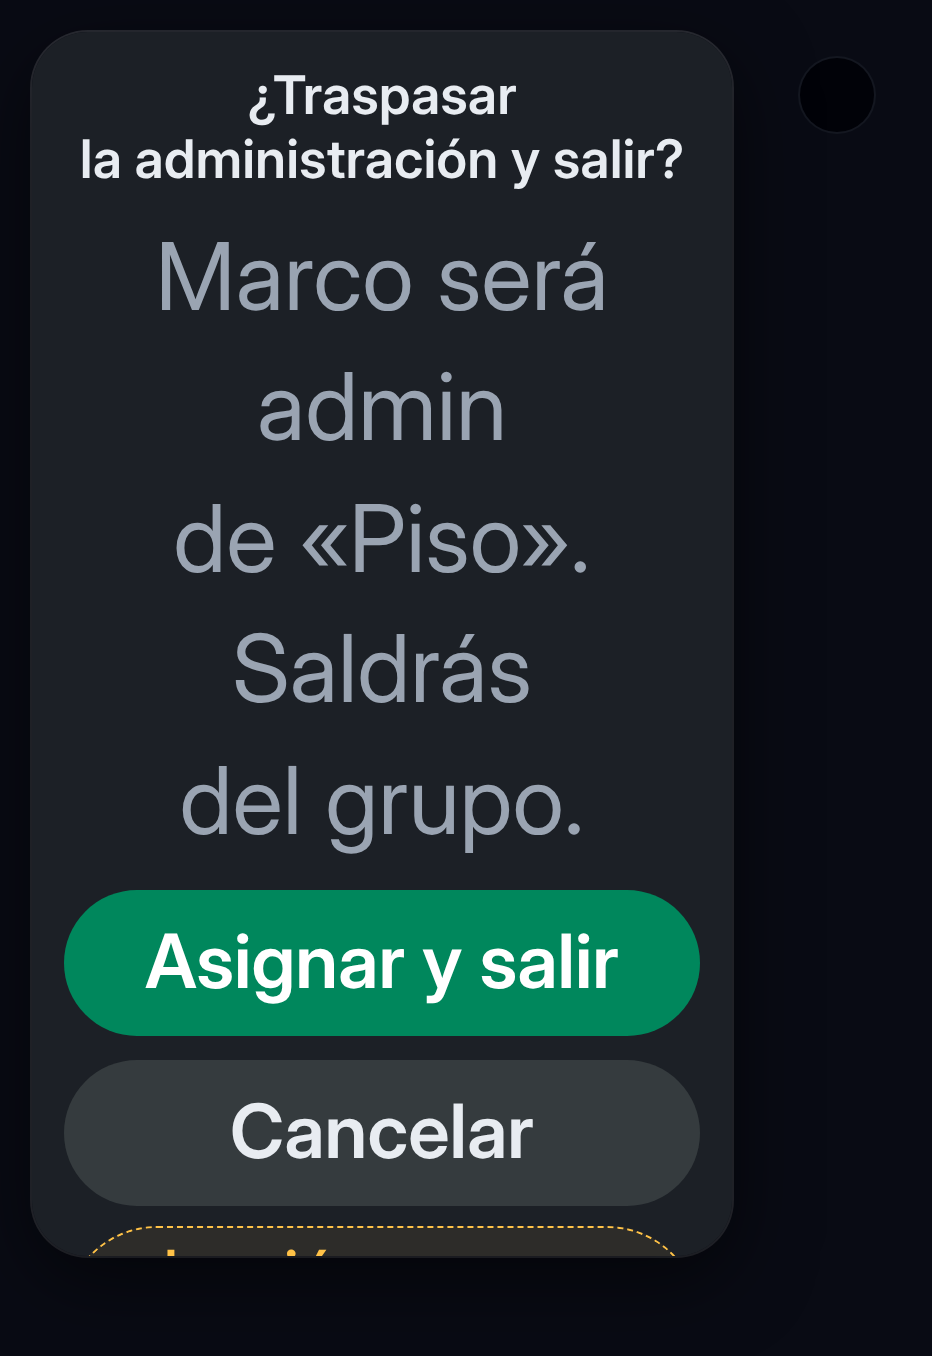 ¿Traspasar
la administración y salir?
Marco será
admin
de «Piso».
Saldrás
del grupo.
Asignar y salir
Cancelar